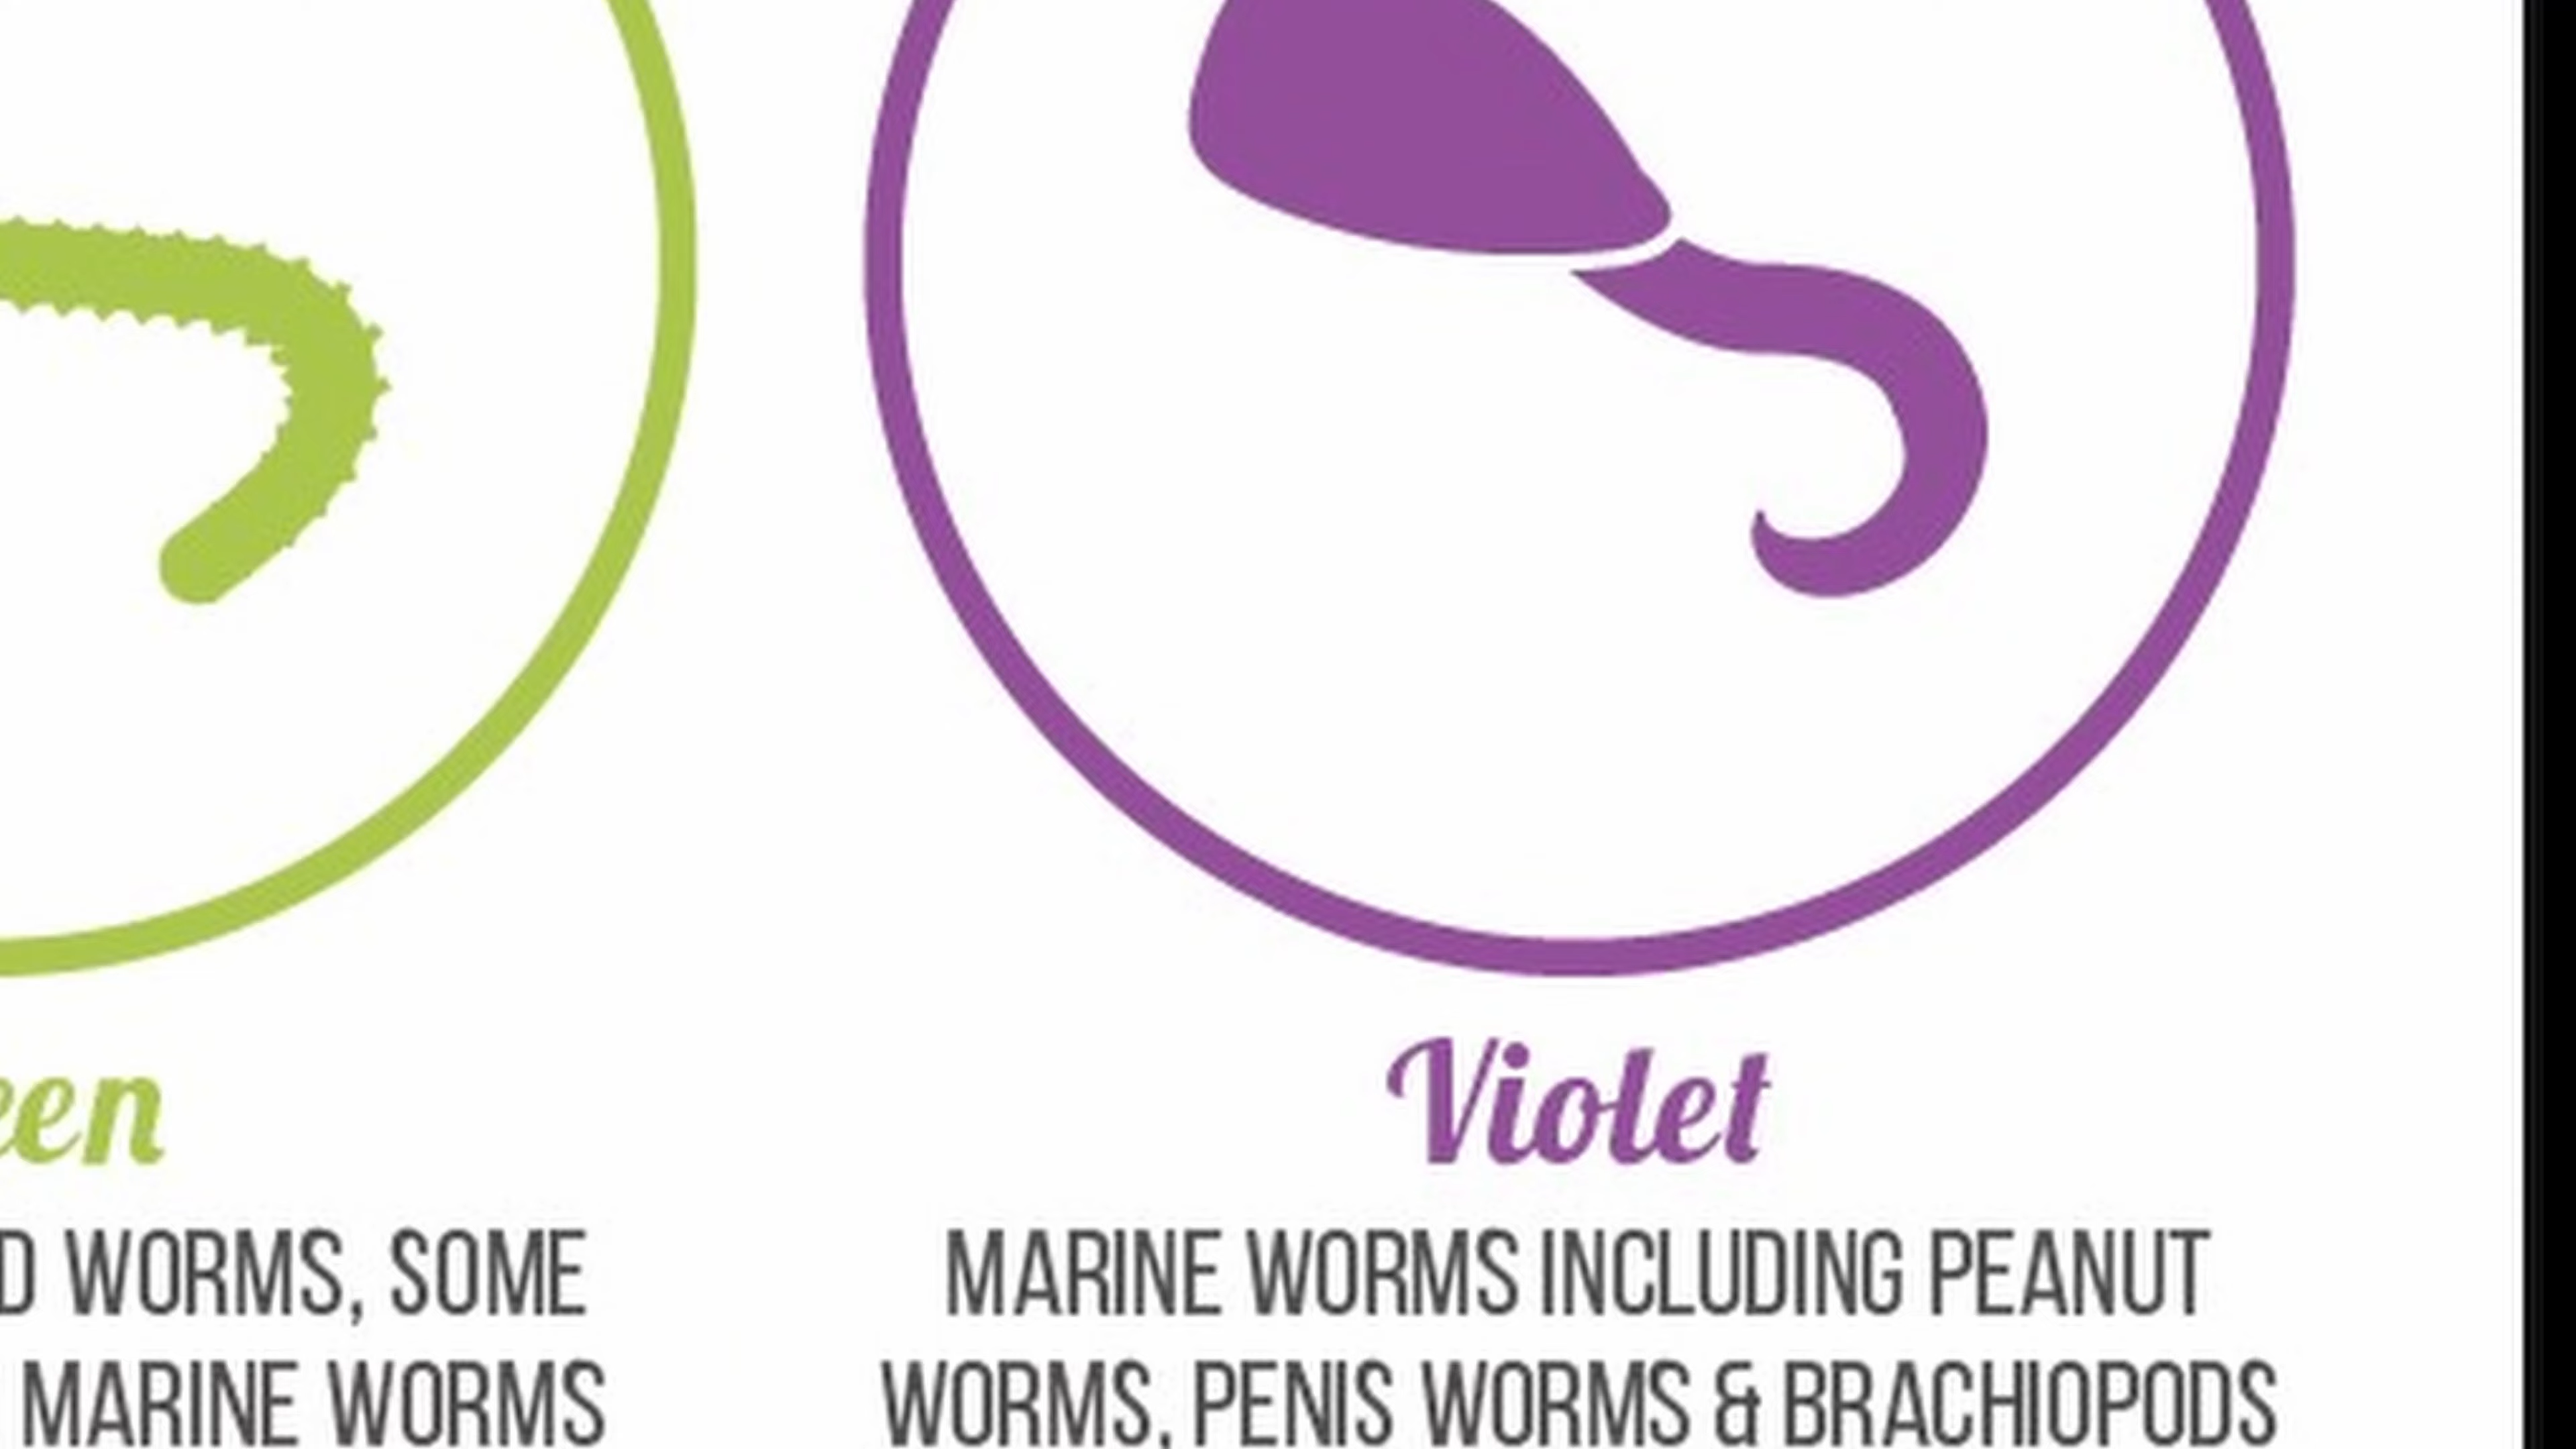 een
Violet
D WORMS, SOME
MARINE WORMS
MARINE WORMS INCLUDING PEANUT
WORMS, PENIS WORMS & BRACHIOPODS